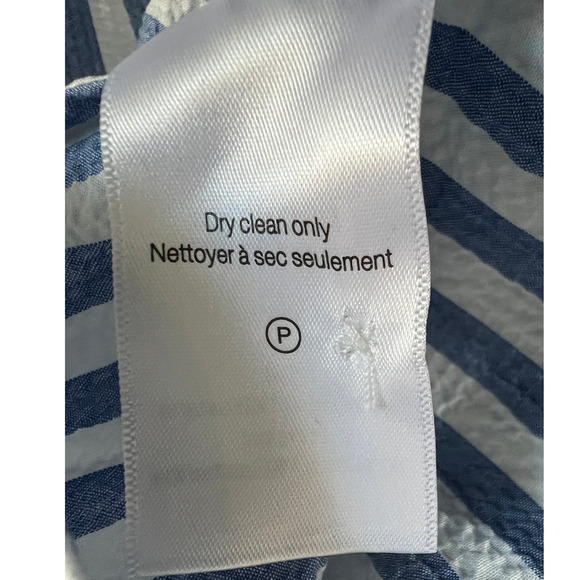 Dry clean only
Nettoyer à sec seulement
P